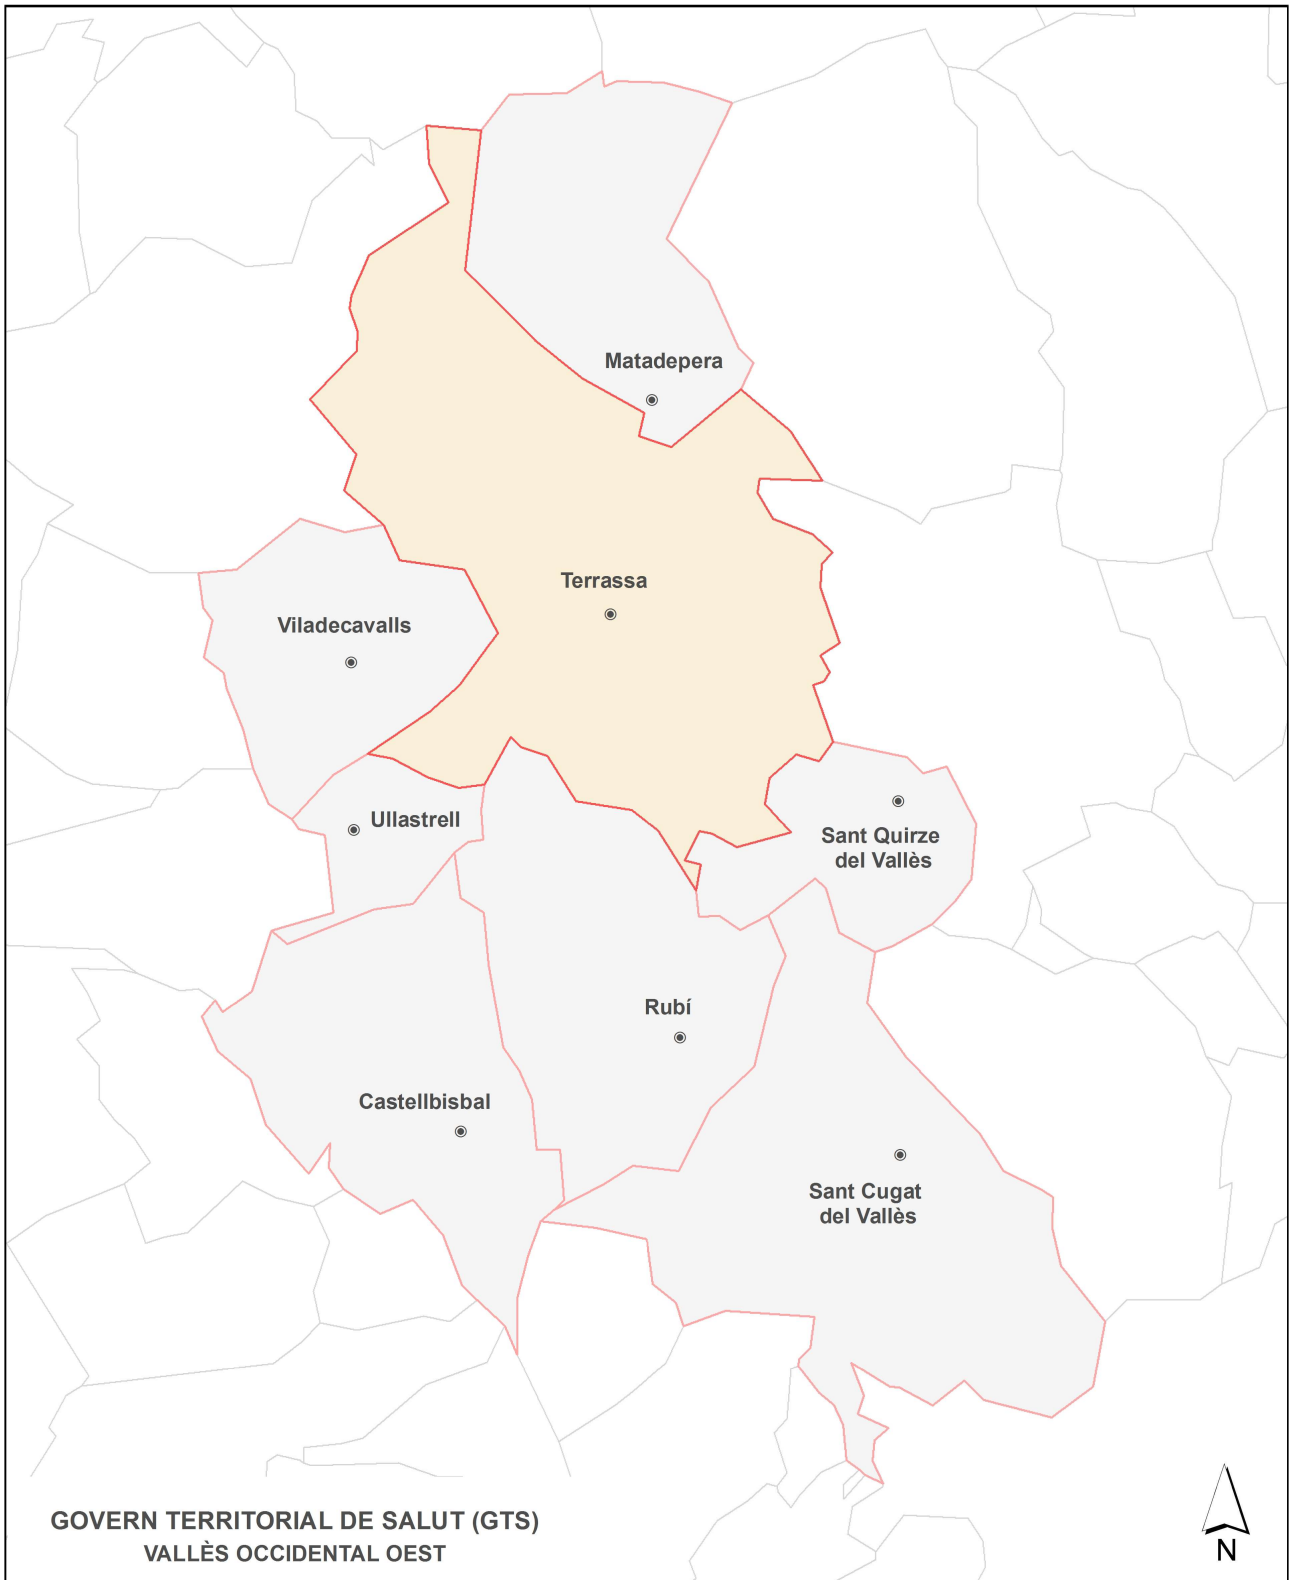 Matadepera
Terrassa
Viladecavalls
Ullastrell
Sant Quirze
del Vallès
Rubí
Castellbisbal
Sant Cugat
del Vallès
GOVERN TERRITORIAL DE SALUT (GTS)
VALLÈS OCCIDENTAL OEST
N